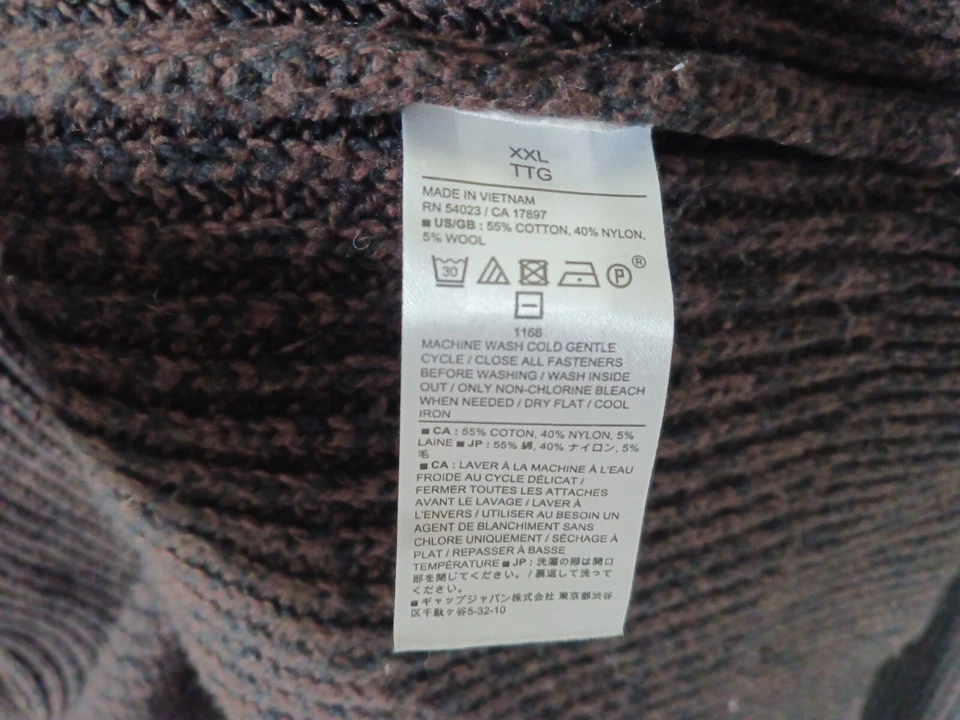 XXL
TTG
MADE IN VIETNAM
RN 54023 / CA 17897
■ US/GB : 55% COTTON, 40% NYLON,
5% WOOL
30
P ®
1166
MACHINE WASH COLD GENTLE
CYCLE / CLOSE ALL FASTENERS
BEFORE WASHING / WASH INSIDE
OUT / ONLY NON-CHLORINE BLEACH
WHEN NEEDED / DRY FLAT / COOL
IRON
■ CA : 55% COTON, 40% NYLON, 5%
LAINE ■ JP : 55% 綿, 40% ナイロン, 5%
毛
■ CA : LAVER À LA MACHINE À L'EAU
FROIDE AU CYCLE DÉLICAT /
FERMER TOUTES LES ATTACHES
AVANT LE LAVAGE / LAVER À
L'ENVERS / UTILISER AU BESOIN UN
AGENT DE BLANCHIMENT SANS
CHLORE UNIQUEMENT / SÉCHAGE À
PLAT / REPASSER À BASSE
TEMPÉRATURE ■ JP : 洗濯の際は開口
部を閉じてください。 / 裏返して洗って
ください。
■ ギャップジャパン株式会社 東京都渋谷
区千駄ケ谷5-32-10